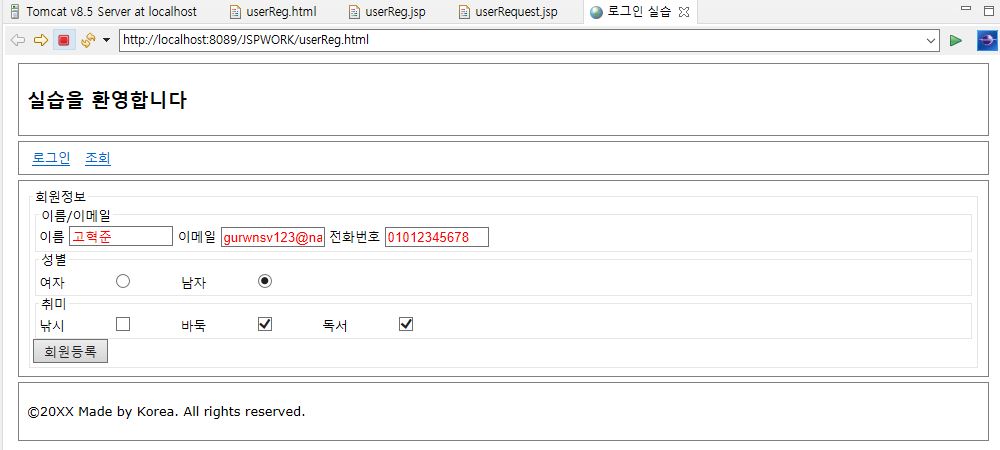 Tomcat v8.5 Server at localhost userReg.html userReg.jsp userRequest.jsp 로그인 실습
http://localhost:8089/JSPWORK/userReg.html
실습을 환영합니다
로그인 조회
회원정보
이름/이메일
이름 고혁준 이메일 gurwnsv123@na 전화번호 01012345678
성별
여자 남자
취미
낚시 바둑 독서
회원등록
©20XX Made by Korea. All rights reserved.